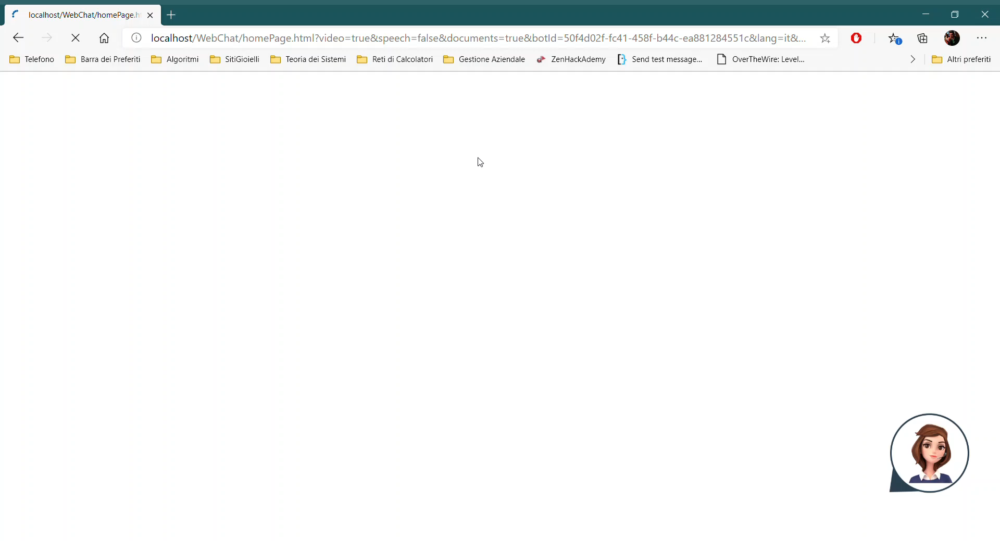 localhost/WebChat/homePage.h
localhost/WebChat/homePage.html?video=true&speech=false&documents=true&botId=50f4d02f-fc41-458f-b44c-ea881284551c&lang=it&...
Telefono Barra dei Preferiti Algoritmi SitiGioielli Teoria dei Sistemi Reti di Calcolatori Gestione Aziendale ZenHackAdemy Send test message... OverTheWire: Level... Altri preferiti